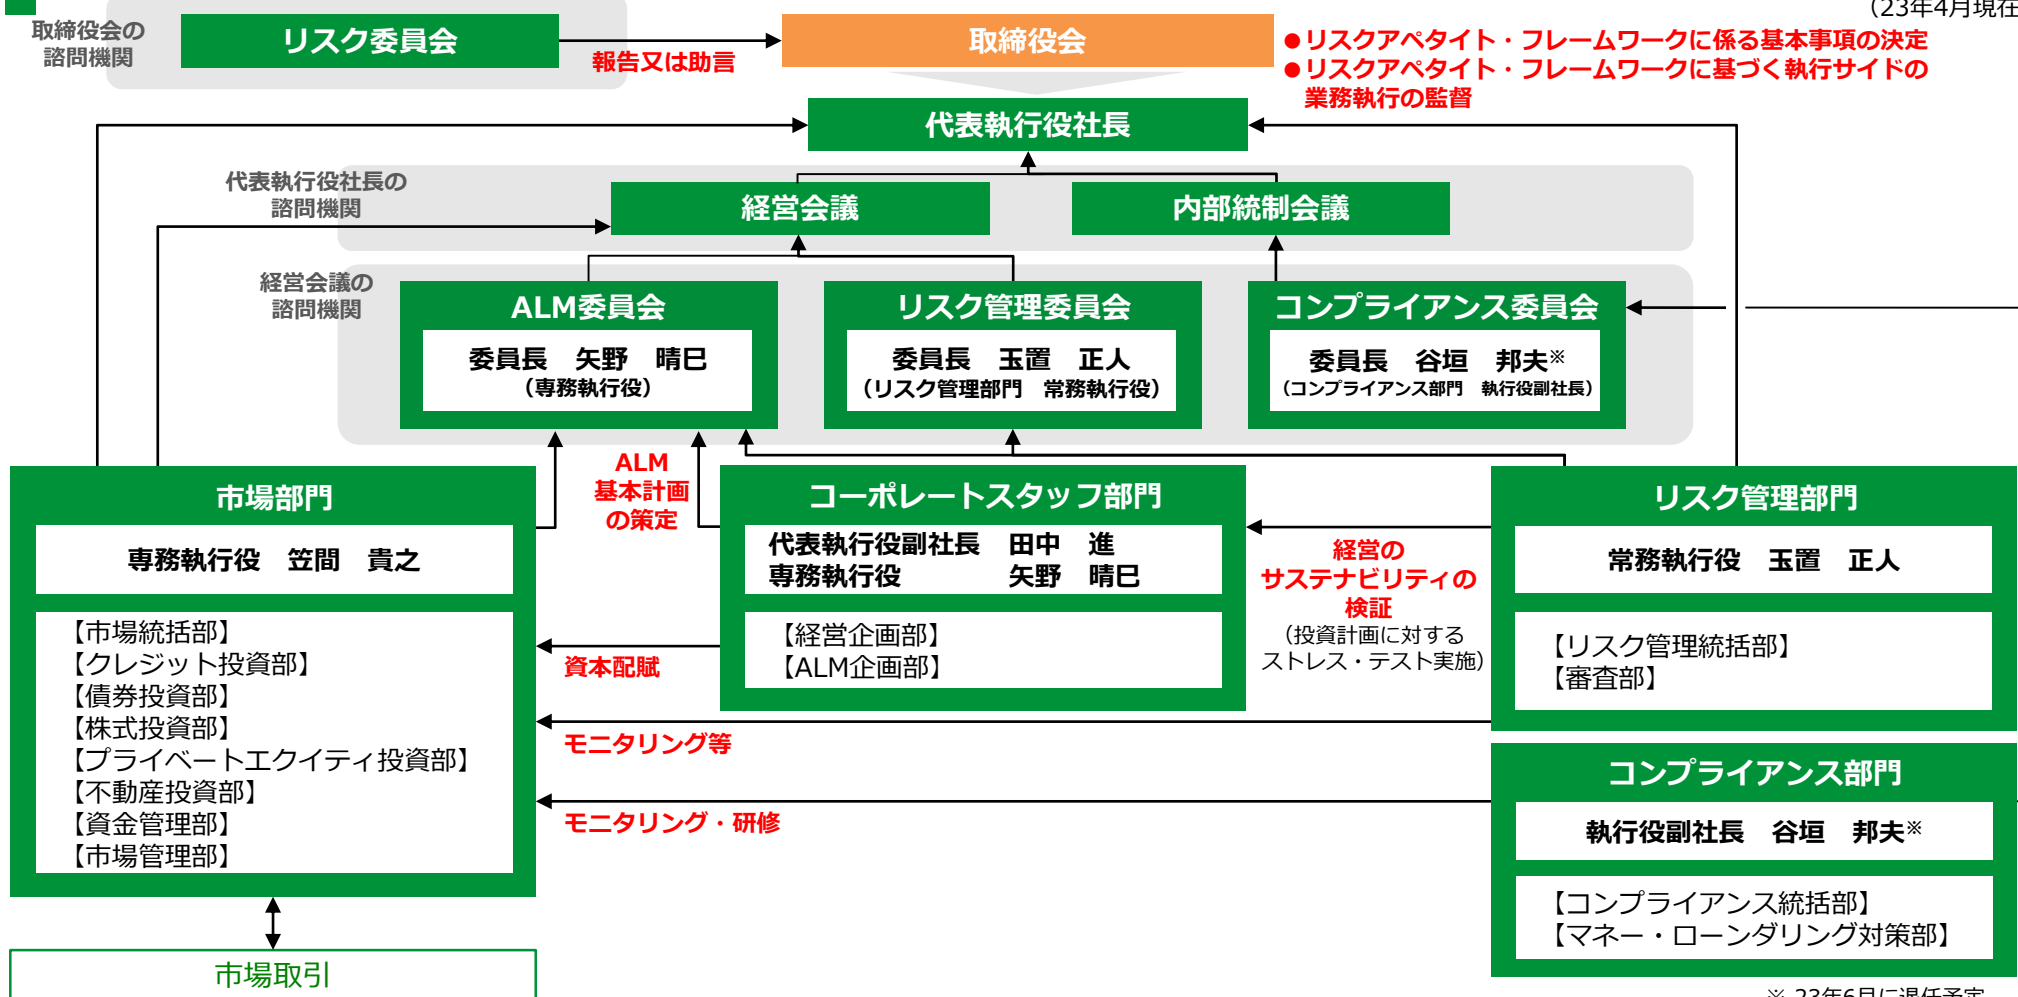 (23年4月現在
取締役会の
諮問機関
リスク委員会
報告又は助言
取締役会
●リスクアペタイト・フレームワークに係る基本事項の決定
●リスクアペタイト・フレームワークに基づく執行サイドの
業務執行の監督
代表執行役社長
代表執行役社長の
諮問機関
経営会議
内部統制会議
経営会議の
諮問機関
ALM委員会
委員長 矢野 晴巳
(専務執行役)
リスク管理委員会
委員長 玉置 正人
(リスク管理部門 常務執行役)
コンプライアンス委員会
委員長 谷垣 邦夫※
(コンプライアンス部門 執行役副社長)
市場部門
専務執行役 笠間 貴之
【市場統括部】
【クレジット投資部】
【債券投資部】
【株式投資部】
【プライベートエクイティ投資部】
【不動産投資部】
【資金管理部】
【市場管理部】
ALM
基本計画
の策定
コーポレートスタッフ部門
代表執行役副社長 田中 進
専務執行役 矢野 晴巳
【経営企画部】
【ALM企画部】
資本配賦
経営の
サステナビリティの
検証
(投資計画に対する
ストレス・テスト実施)
モニタリング等
モニタリング・研修
リスク管理部門
常務執行役 玉置 正人
【リスク管理統括部】
【審査部】
コンプライアンス部門
執行役副社長 谷垣 邦夫※
【コンプライアンス統括部】
【マネー・ローンダリング対策部】
市場取引
※ 23年6月に退任予定